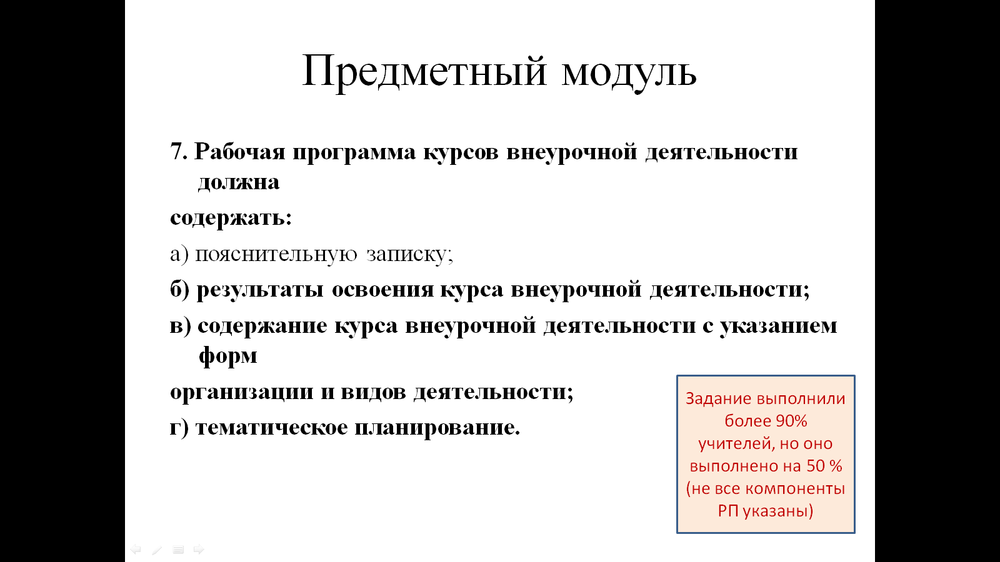 Предметный модуль
7. Рабочая программа курсов внеурочной деятельности
должна
содержать:
а) пояснительную записку;
б) результаты освоения курса внеурочной деятельности;
в) содержание курса внеурочной деятельности с указанием
форм
организации и видов деятельности;
г) тематическое планирование.
Задание выполнили
более 90%
учителей, но оно
выполнено на 50 %
(не все компоненты
РП указаны)